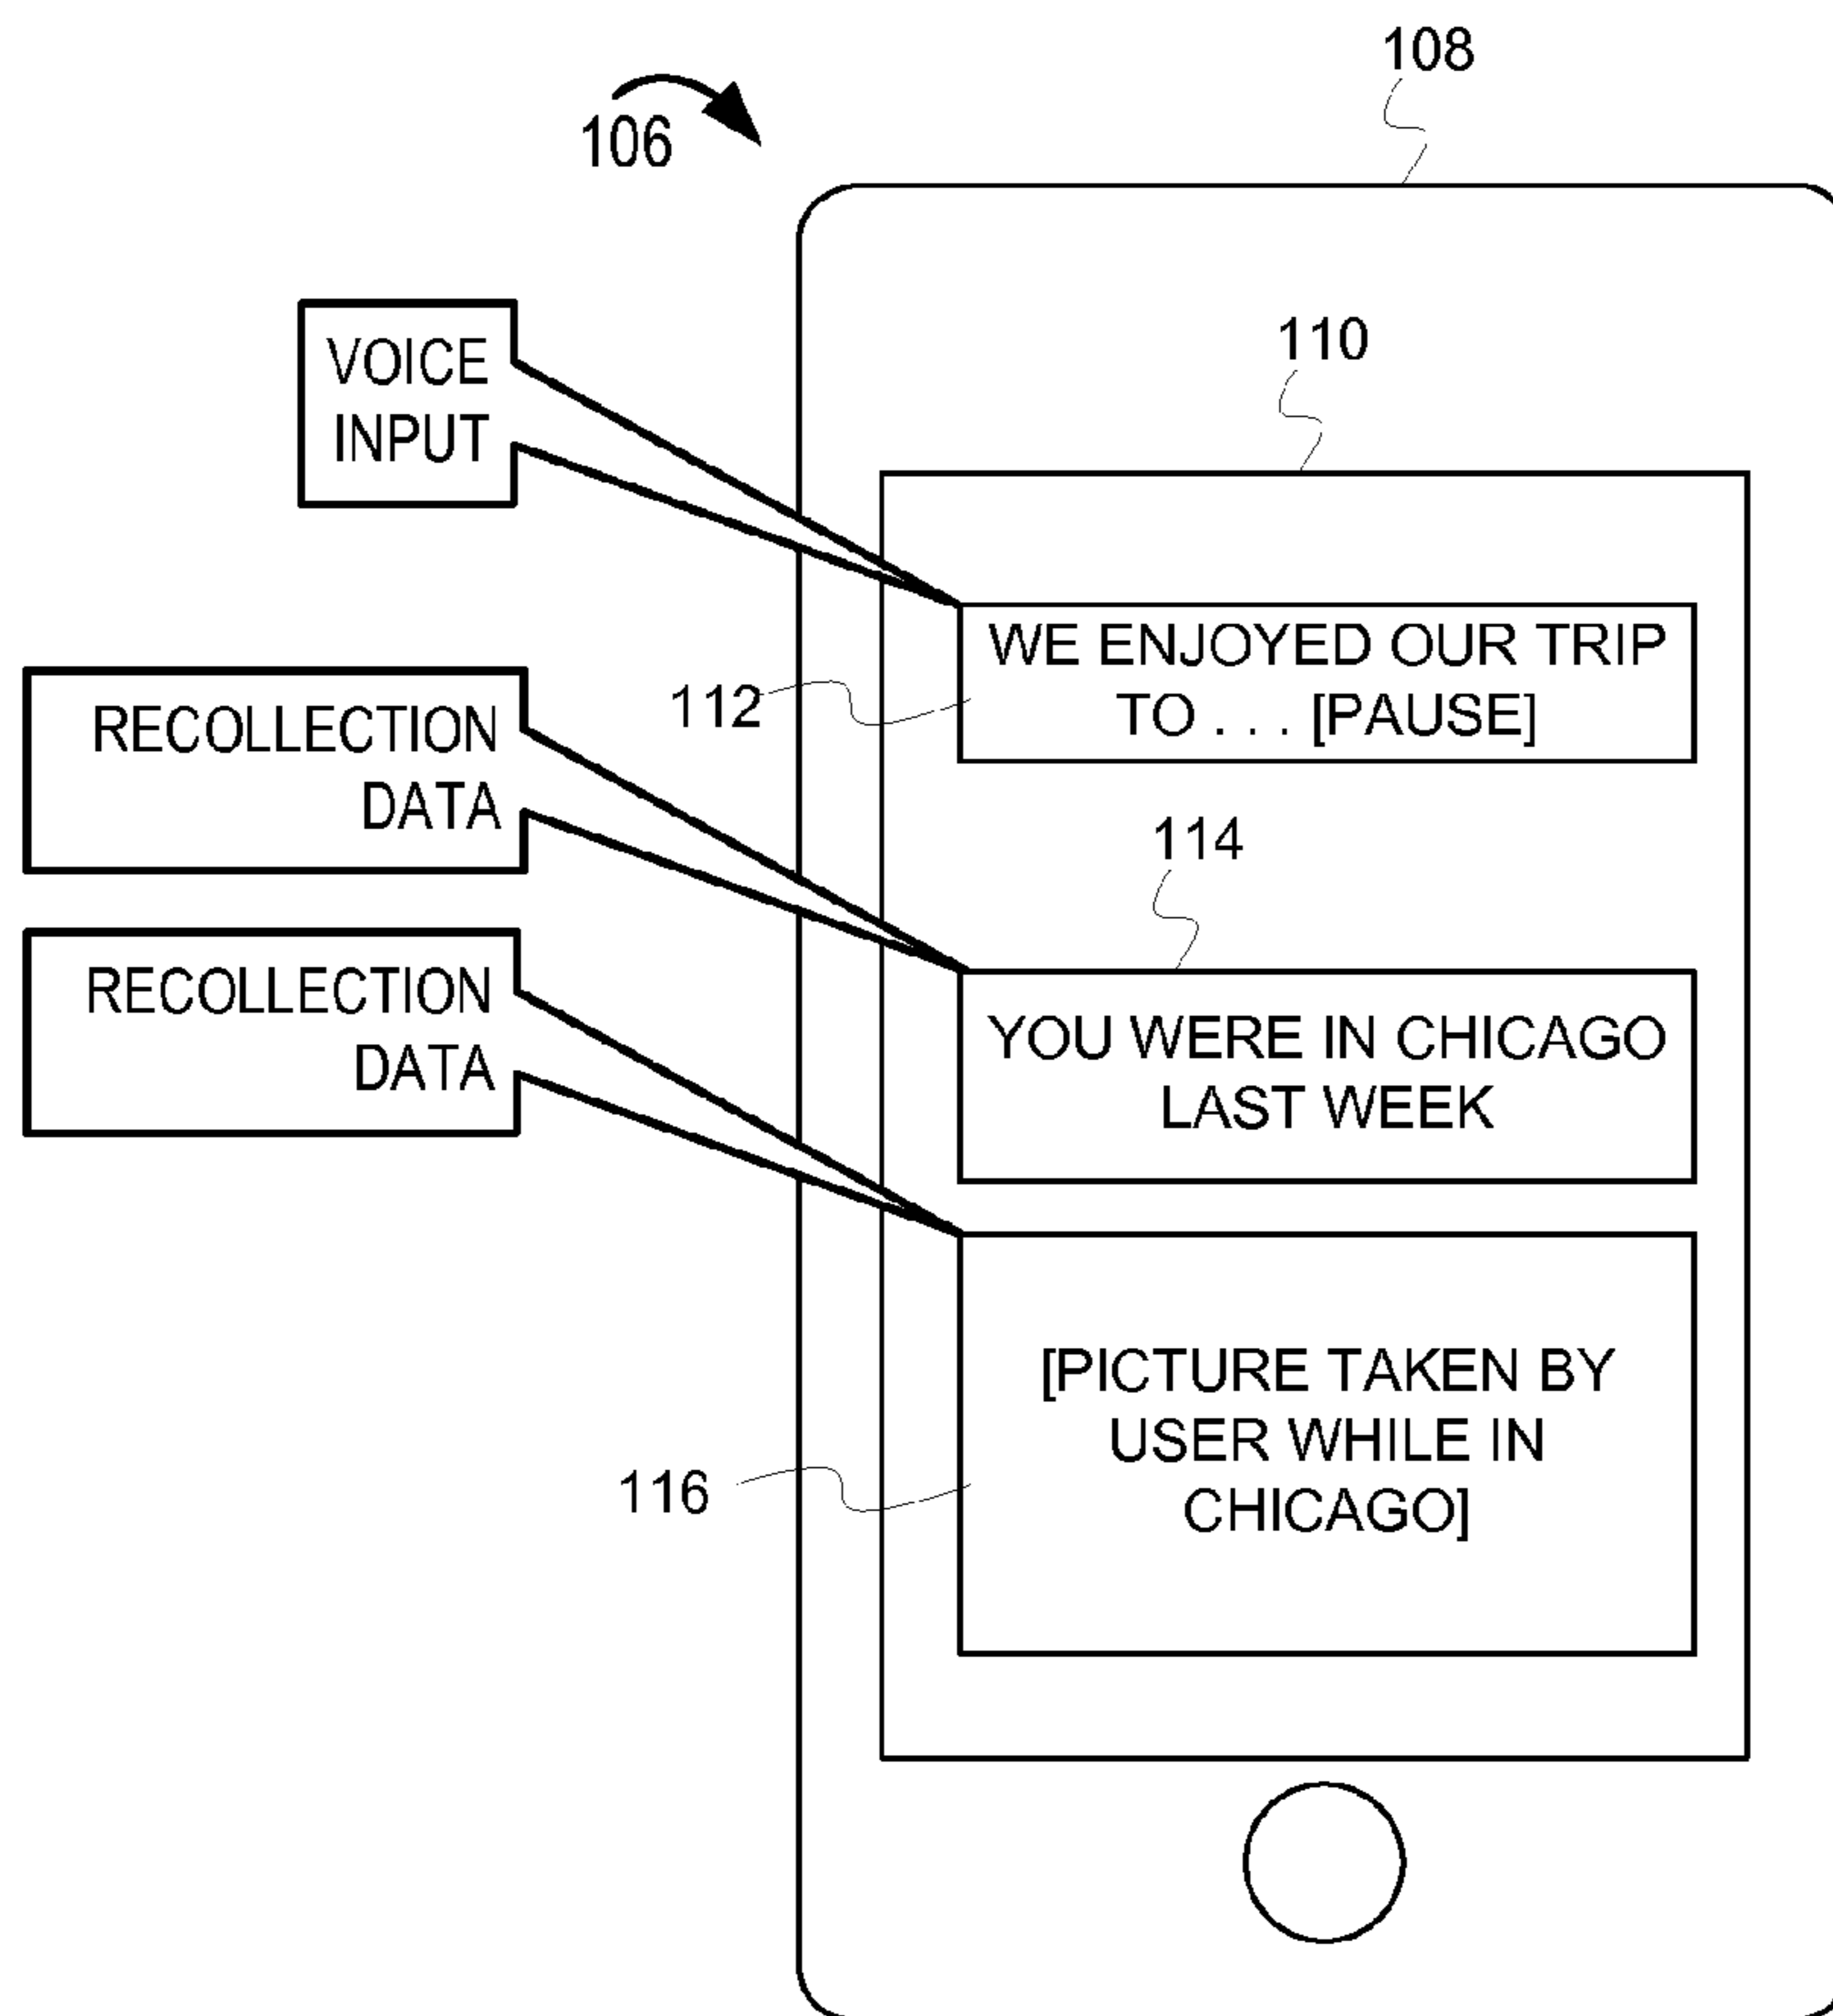 108
106
110
VOICE
INPUT
WE ENJOYED OUR TRIP
TO . . . [PAUSE]
112
RECOLLECTION
DATA
114
RECOLLECTION
DATA
YOU WERE IN CHICAGO
LAST WEEK
[PICTURE TAKEN BY
USER WHILE IN
CHICAGO]
116